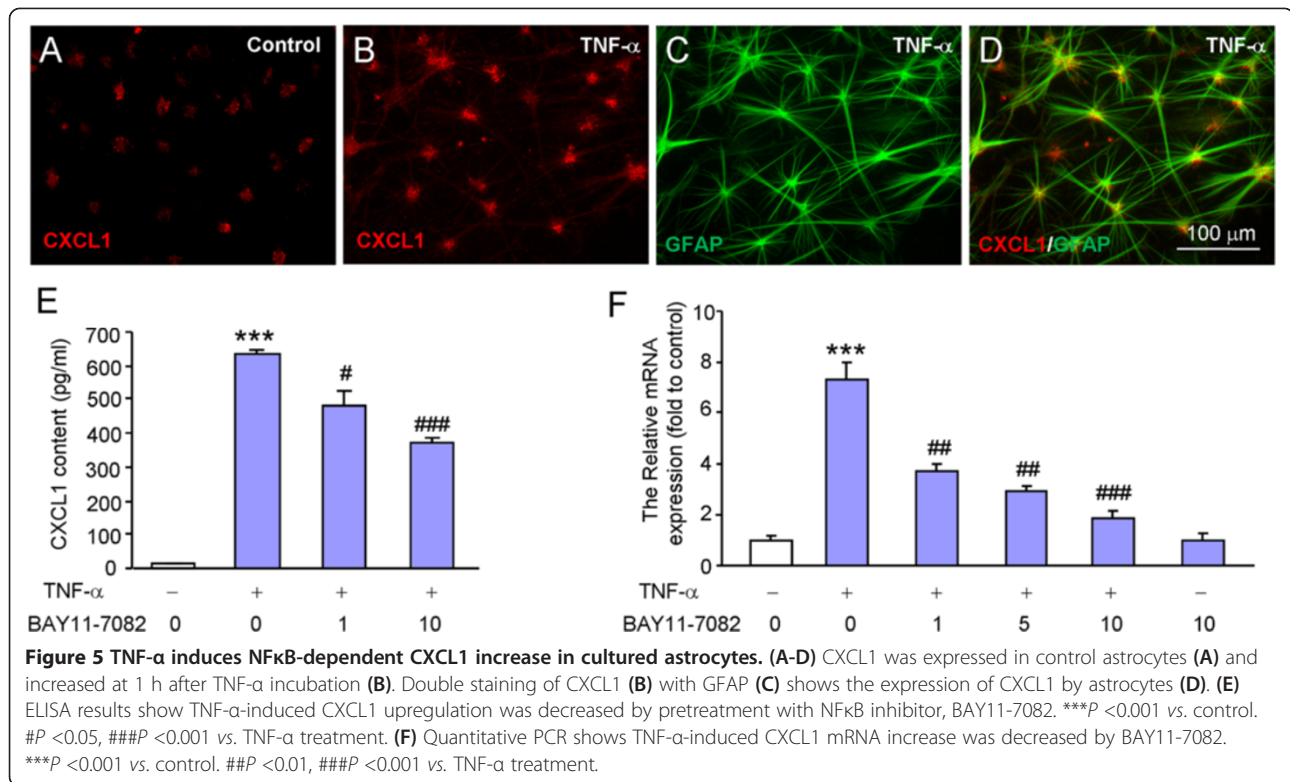 A Control
CXCL1
B TNF-α
CXCL1
C TNF-α
GFAP
D TNF-α
CXCL1/GFAP
100 μm
E
CXCL1 content (pg/ml)
700
600
500
400
300
200
100
0
***
#
###
TNF-α − + + +
BAY11-7082 0 0 1 10
F
The Relative mRNA
expression (fold to control)
10
8
6
4
2
0
***
##
##
###
TNF-α − + + + + −
BAY11-7082 0 0 1 5 10 10
Figure 5 TNF-α induces NFκB-dependent CXCL1 increase in cultured astrocytes. (A-D) CXCL1 was expressed in control astrocytes (A) and
increased at 1 h after TNF-α incubation (B). Double staining of CXCL1 (B) with GFAP (C) shows the expression of CXCL1 by astrocytes (D). (E)
ELISA results show TNF-α-induced CXCL1 upregulation was decreased by pretreatment with NFκB inhibitor, BAY11-7082. ***P <0.001 vs. control.
#P <0.05, ###P <0.001 vs. TNF-α treatment. (F) Quantitative PCR shows TNF-α-induced CXCL1 mRNA increase was decreased by BAY11-7082.
***P <0.001 vs. control. ##P <0.01, ###P <0.001 vs. TNF-α treatment.